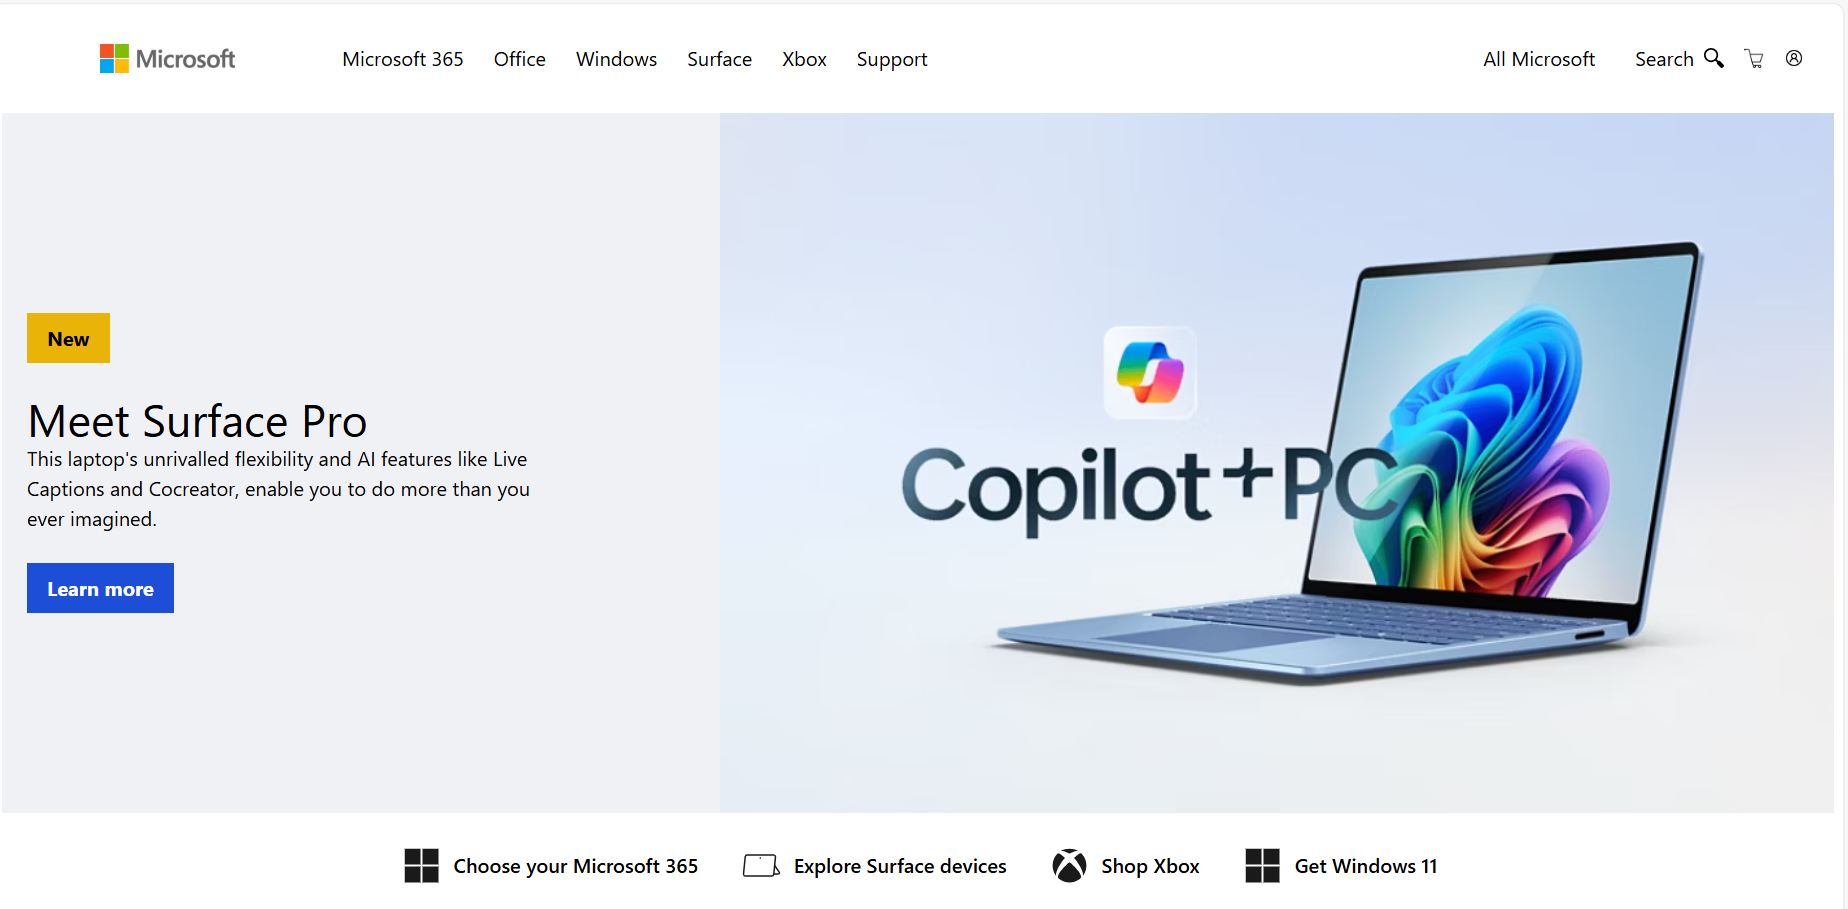 Microsoft
Microsoft 365 Office Windows Surface Xbox Support
All Microsoft Search
New
Meet Surface Pro
This laptop's unrivalled flexibility and AI features like Live
Captions and Cocreator, enable you to do more than you
ever imagined.
Learn more
Copilot+PC
Choose your Microsoft 365
Explore Surface devices
Shop Xbox
Get Windows 11